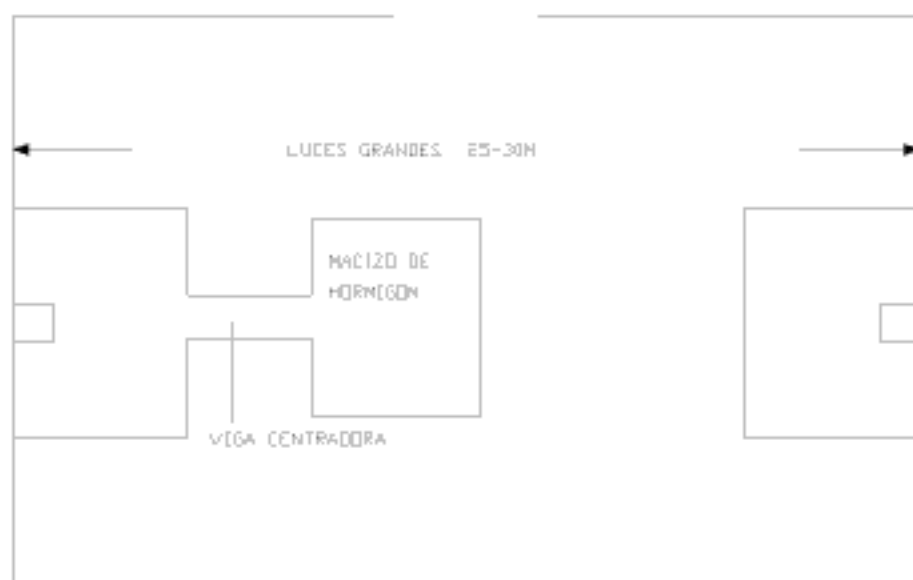 LUCES GRANDES 25-30M
MACIZO DE
HORMIGON
VIGA CENTRADORA